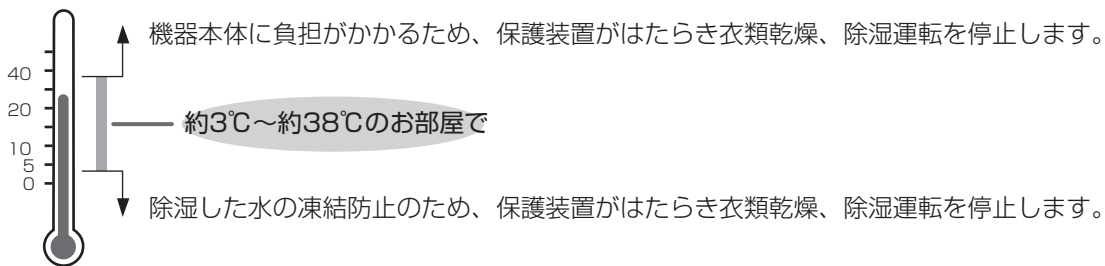 機器本体に負担がかかるため、保護装置がはたらき衣類乾燥、除湿運転を停止します。
40
20
約3℃～約38℃のお部屋で
10
5
0
除湿した水の凍結防止のため、保護装置がはたらき衣類乾燥、除湿運転を停止します。